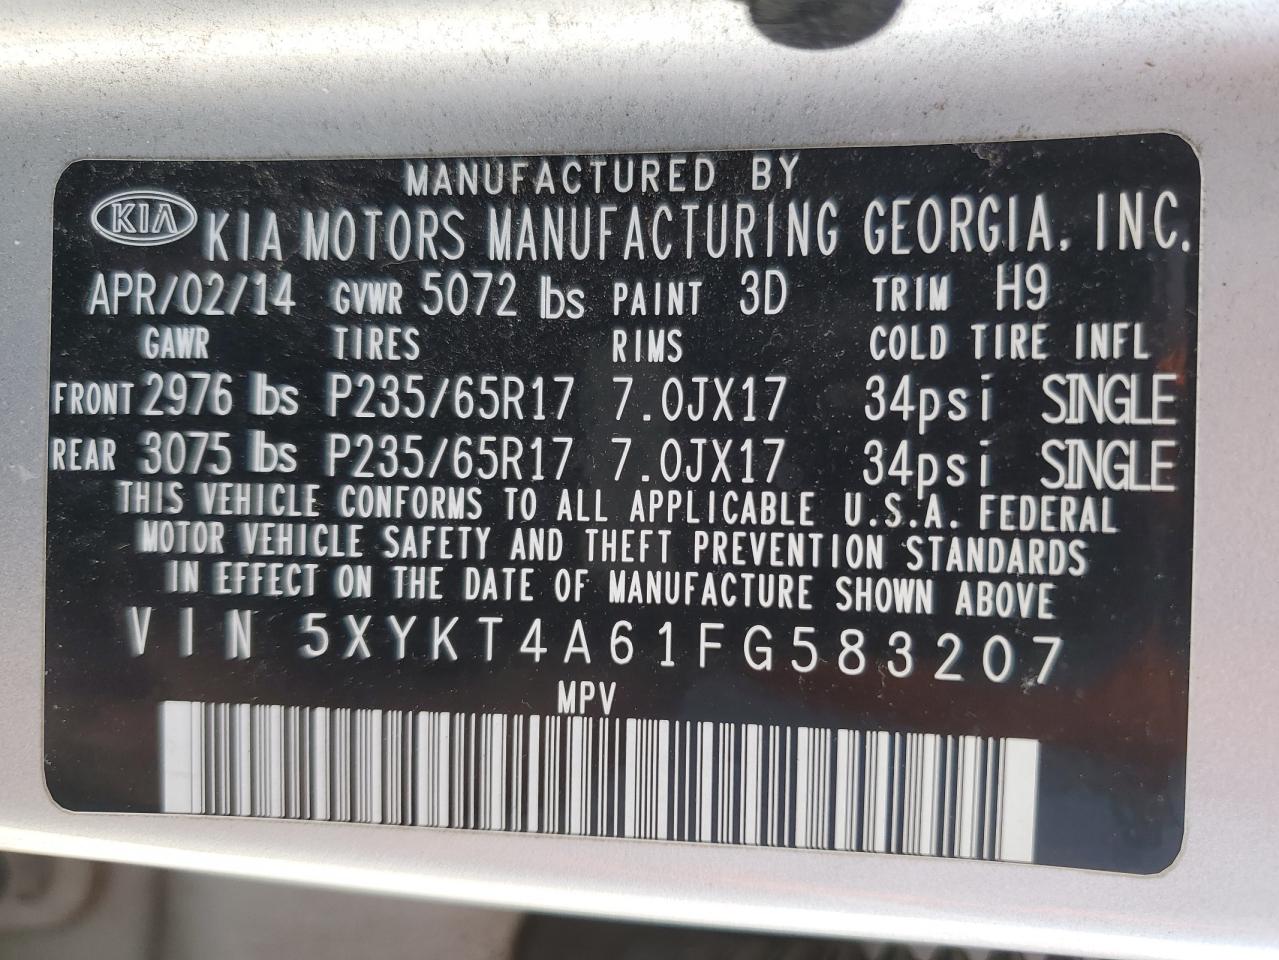 MANUFACTURED BY
KIA KIA MOTORS MANUFACTURING GEORGIA, INC.
APR/02/14 GVWR 5072 lbs PAINT 3D TRIM H9
GAWR TIRES RIMS COLD TIRE INFL
FRONT 2976 lbs P235/65R17 7.0JX17 34psi SINGLE
REAR 3075 lbs P235/65R17 7.0JX17 34psi SINGLE
THIS VEHICLE CONFORMS TO ALL APPLICABLE U.S.A. FEDERAL
MOTOR VEHICLE SAFETY AND THEFT PREVENTION STANDARDS
IN EFFECT ON THE DATE OF MANUFACTURE SHOWN ABOVE
VIN 5XYKT4A61FG583207
MPV